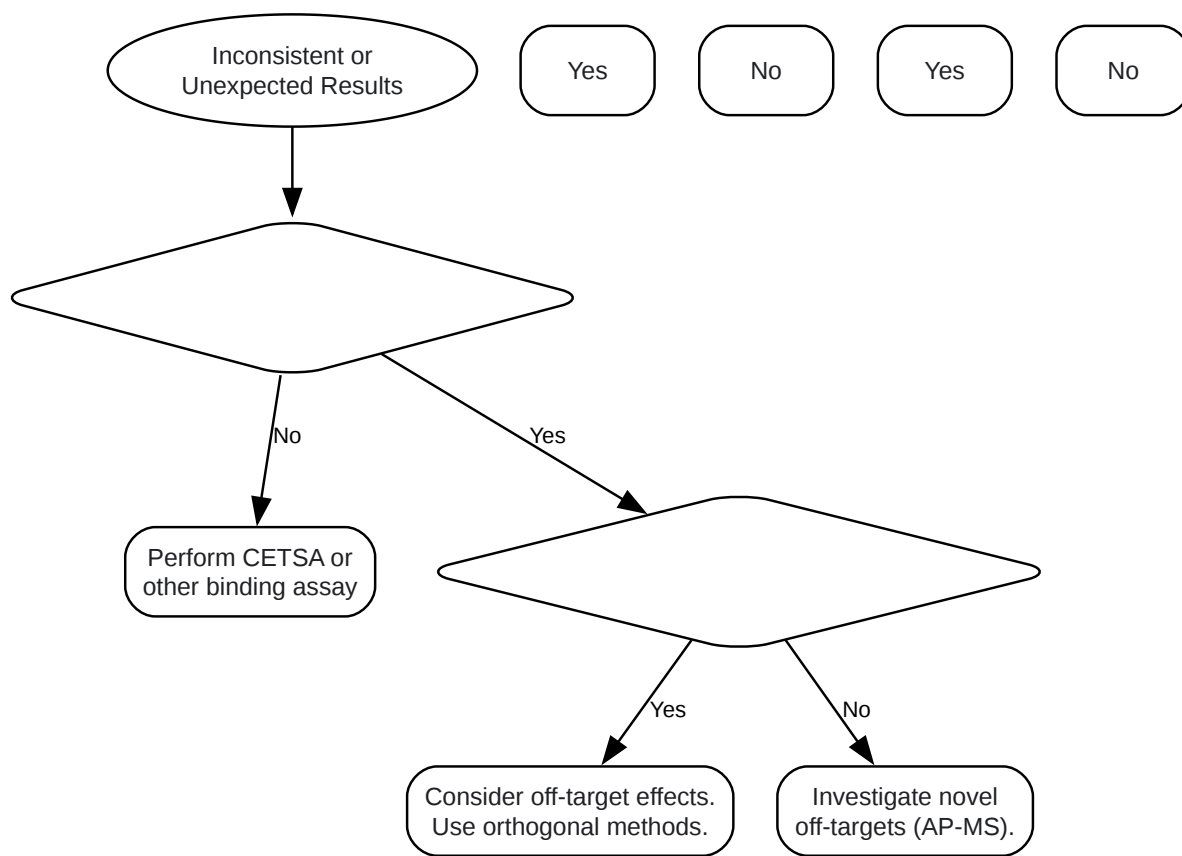 Inconsistent or
Unexpected Results
Yes
No
Yes
No
No
Yes
Perform CETSA or
other binding assay
Yes
No
Consider off-target effects.
Use orthogonal methods.
Investigate novel
off-targets (AP-MS).